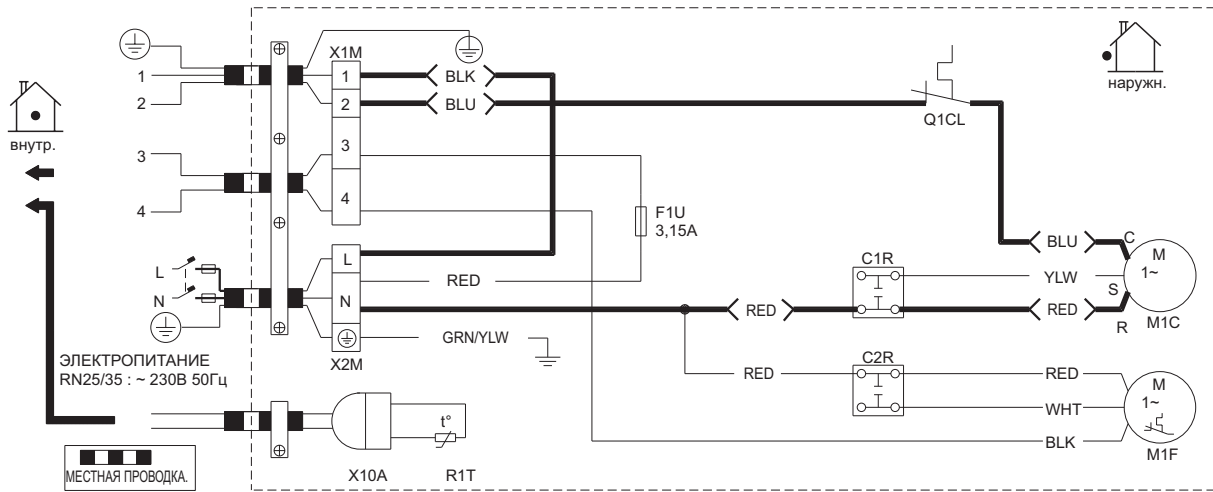 X1M
1
BLK
1
2
2
BLU
внутр.
3
3
4
4
F1U
3,15A
Q1CL
наружн.
L
L
RED
N
N
RED
GRN/YLW
X2M
ЭЛЕКТРОПИТАНИЕ
RN25/35 : ~ 230В 50Гц
C1R
BLU
C
YLW
S
RED
R
M
1~
M1C
C2R
RED
RED
WHT
BLK
M
1~
M1F
t°
X10A
R1T
МЕСТНАЯ ПРОВОДКА.